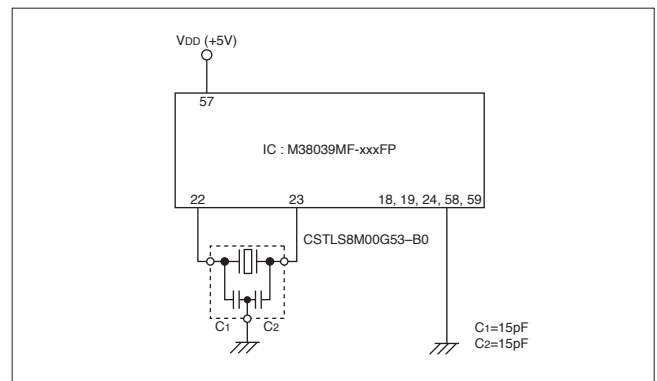 VDD (+5V)
57
IC : M38039MF-xxxFP
22 23 18, 19, 24, 58, 59
CSTLS8M00G53–B0
C1 C2
C1=15pF
C2=15pF